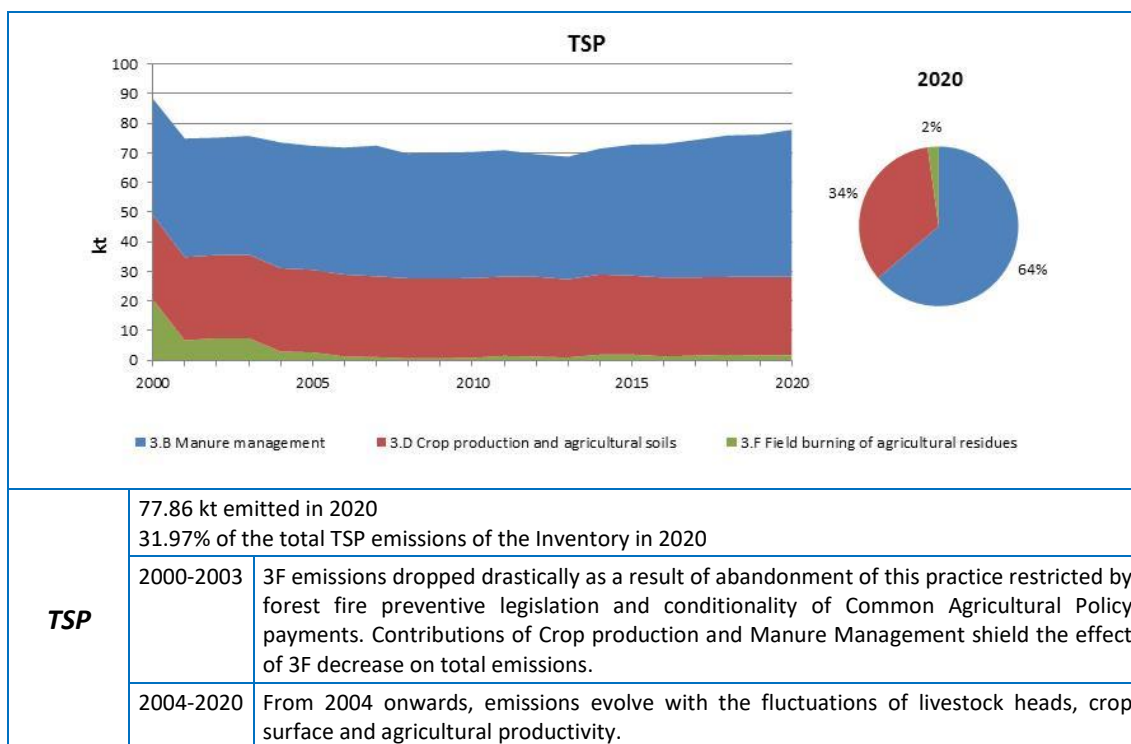 TSP
100
90
80
70
60
50
40
30
20
10
0
kt
2000
2005
2010
2015
2020
2020
2%
34%
64%
3.B Manure management
3.D Crop production and agricultural soils
3.F Field burning of agricultural residues
TSP
77.86 kt emitted in 2020
31.97% of the total TSP emissions of the Inventory in 2020
2000-2003
3F emissions dropped drastically as a result of abandonment of this practice restricted by
forest fire preventive legislation and conditionality of Common Agricultural Policy
payments. Contributions of Crop production and Manure Management shield the effect
of 3F decrease on total emissions.
2004-2020
From 2004 onwards, emissions evolve with the fluctuations of livestock heads, crop
surface and agricultural productivity.